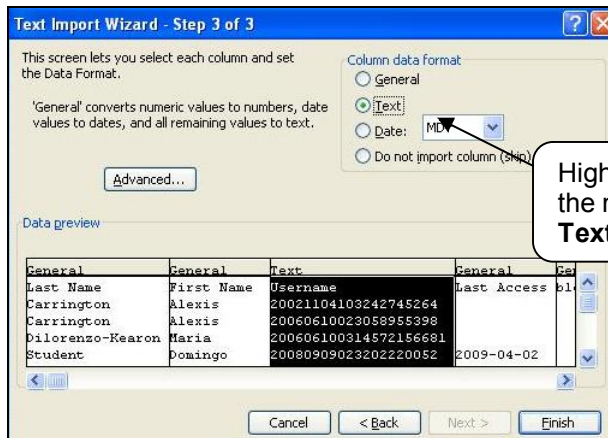 Text Import Wizard - Step 3 of 3
This screen lets you select each column and set
the Data Format.
'General' converts numeric values to numbers, date
values to dates, and all remaining values to text.
Advanced...
Column data format
General
Text
Date:
Do not import column (skip)
High
the
Text
Data preview
General General Text General
Last Name First Name Username Last Access
Carrington Alexis 20021104103242745264
Carrington Alexis 20060610023058955398
Dilorenzo-Kearon Maria 200606100314572156681
Student Domingo 20080909023202220052 2009-04-02
Cancel < Back Next > Finish